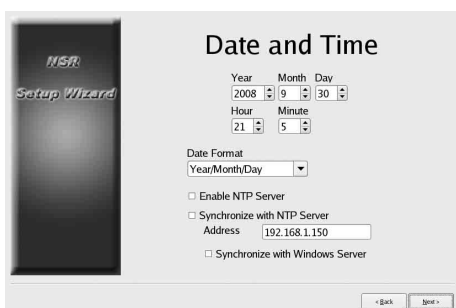 NSR
Setup Wizard
Date and Time
Year Month Day
2008 9 30
Hour Minute
21 5
Date Format
Year/Month/Day
Enable NTP Server
Synchronize with NTP Server
Address 192.168.1.150
Synchronize with Windows Server
< Back Next >